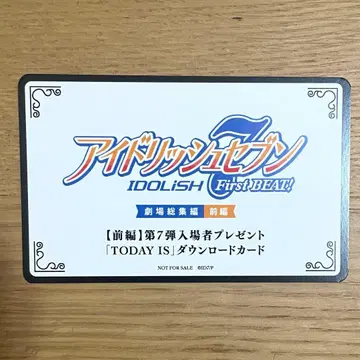 アイドリッシュセブン
IDOLiSH 7 First BEAT!
劇場総集編 前編
【前編】第7弾入場者プレゼント
「TODAY IS」ダウンロードカード
NOT FOR SALE ©BNOI/アイナナ製作委員会